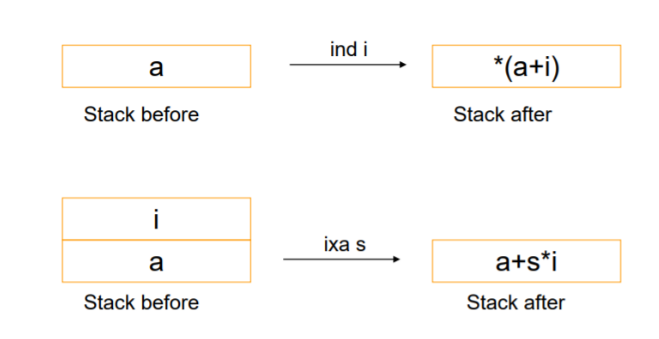 ind i
a
*(a+i)
Stack before
Stack after
i
ixa s
a
a+s*i
Stack before
Stack after